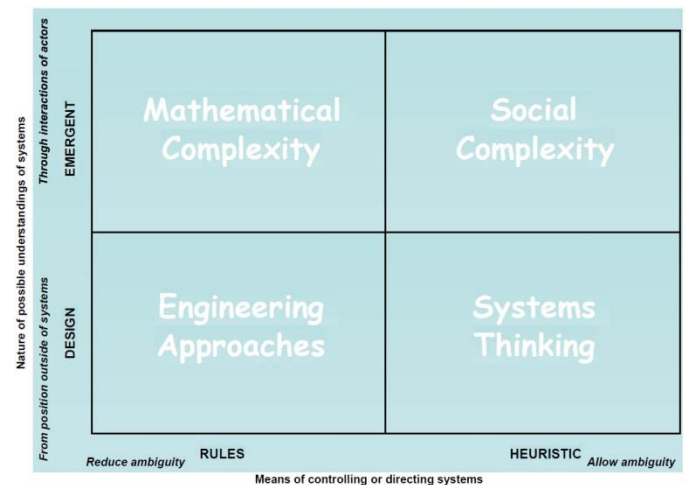 Nature of possible understandings of systems
Through interactions of actors
EMERGENT
Mathematical
Complexity
Social
Complexity
From position outside of systems
DESIGN
Engineering
Approaches
Systems
Thinking
Reduce ambiguity
RULES
HEURISTIC
Allow ambiguity
Means of controlling or directing systems